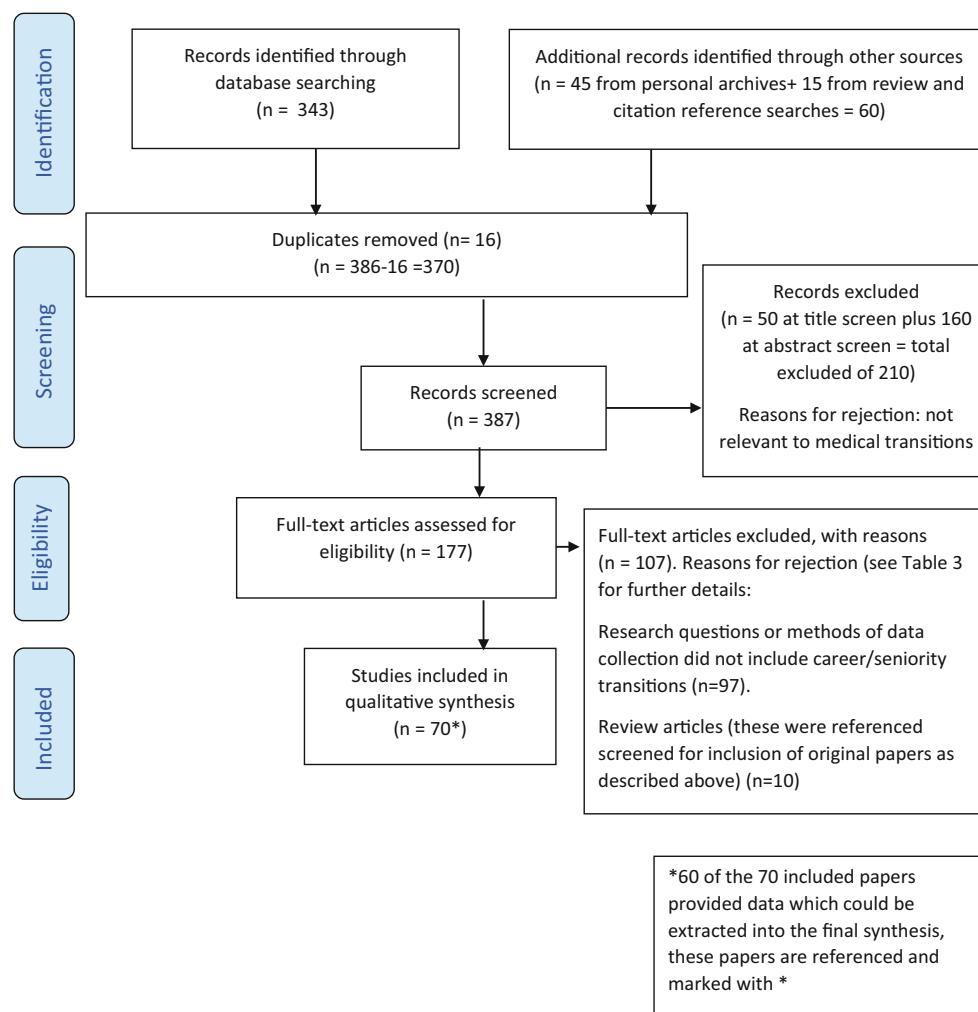 Identification
Records identified through
database searching
(n = 343)
Additional records identified through other sources
(n = 45 from personal archives+ 15 from review and
citation reference searches = 60)
Duplicates removed (n= 16)
(n = 386-16 =370)
Screening
Records screened
n = 387)
Records excluded
(n = 50 at title screen plus 160
at abstract screen = total
excluded of 210)
Reasons for rejection: not
relevant to medical transitions
Eligibility
Full-text articles assessed for
eligibility (n = 177)
Full-text articles excluded, with reasons
(n = 107). Reasons for rejection (see Table 3
for further details:
Research questions or methods of data
collection did not include career/seniority
transitions (n=97).
Review articles (these were referenced
screened for inclusion of original papers as
described above) (n=10)
Included
Studies included in
qualitative synthesis
(n = 70*)
*60 of the 70 included papers
provided data which could be
extracted into the final synthesis,
these papers are referenced and
marked with *